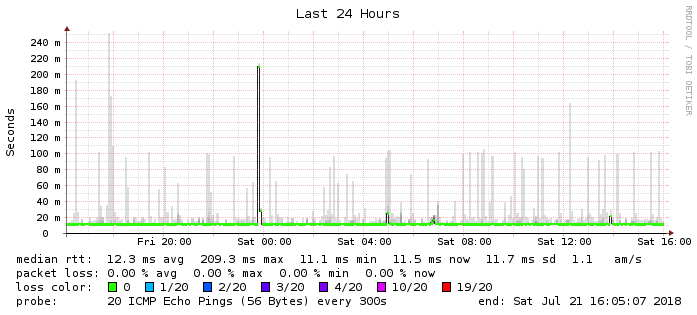 Last 24 Hours
RRDTOOL / TOBI OETIKER
Seconds
240 m
220 m
200 m
180 m
160 m
140 m
120 m
100 m
80 m
60 m
40 m
20 m
0
Fri 20:00 Sat 00:00 Sat 04:00 Sat 08:00 Sat 12:00 Sat 16:00
median rtt: 12.3 ms avg 209.3 ms max 11.1 ms min 11.5 ms now 11.7 ms sd 1.1 am/s
packet loss: 0.00 % avg 0.00 % max 0.00 % min 0.00 % now
loss color: 0 1/20 2/20 3/20 4/20 10/20 19/20
probe: 20 ICMP Echo Pings (56 Bytes) every 300s end: Sat Jul 21 16:05:07 2018